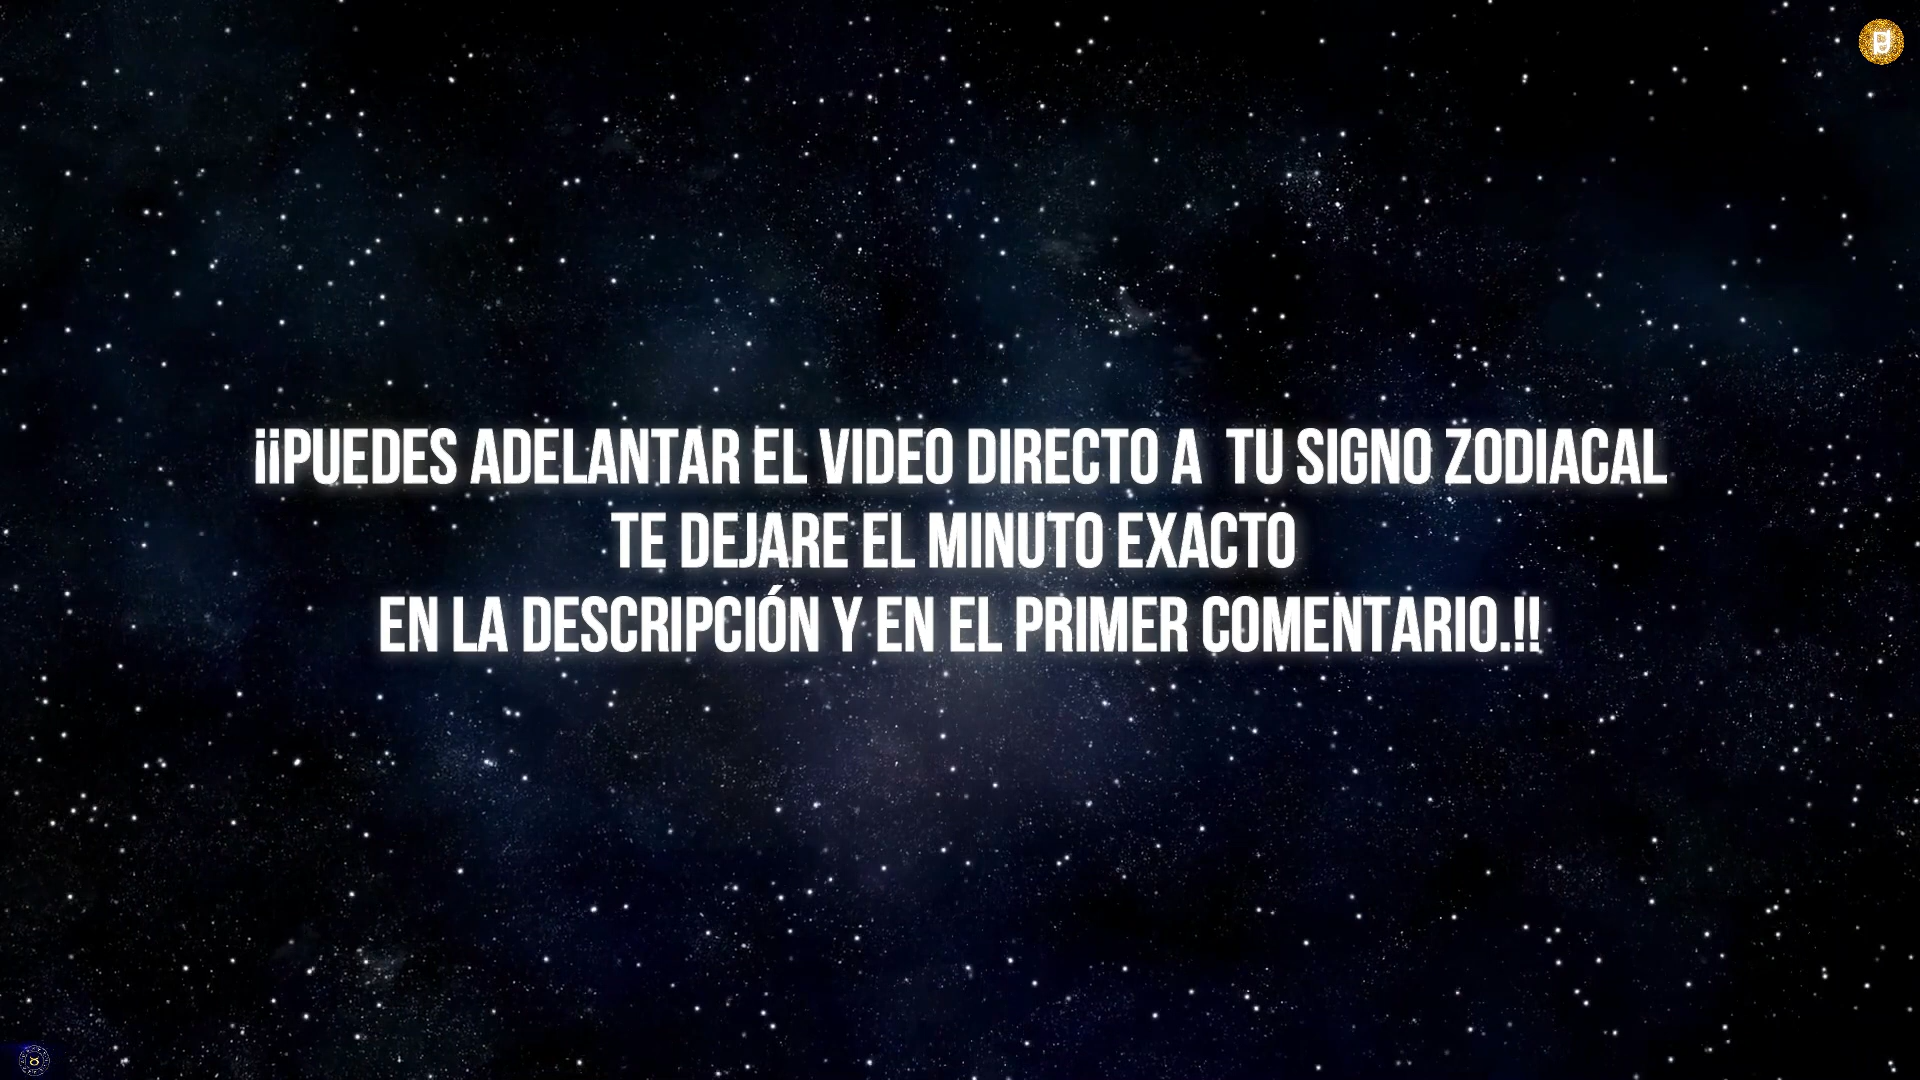 ¡¡PUEDES ADELANTAR EL VIDEO DIRECTO A  TU SIGNO ZODIACAL
TE DEJARE EL MINUTO EXACTO
EN LA DESCRIPCIÓN Y EN EL PRIMER COMENTARIO.!!